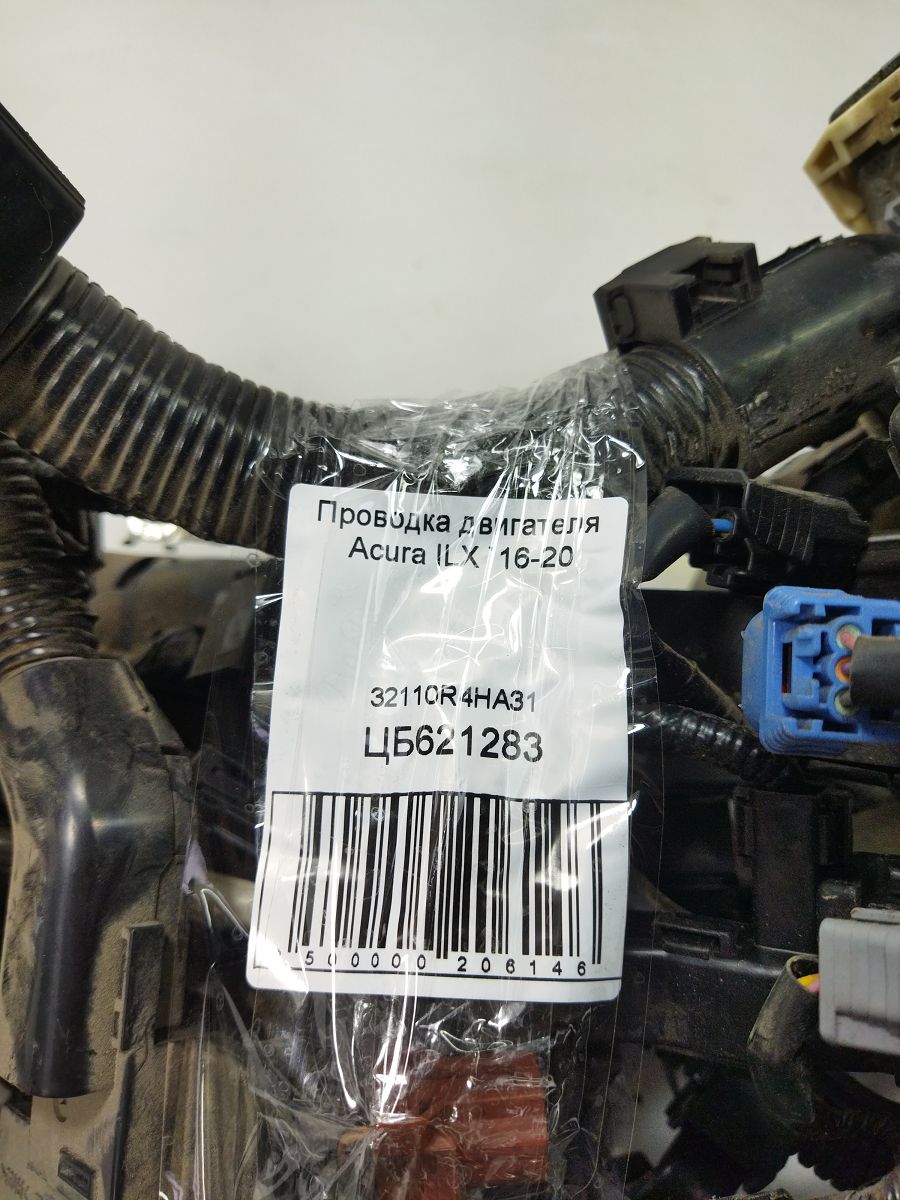 Проводка двигателя
Acura ILX '16-20
32110R4HA31
ЦБ621283
500000 206146